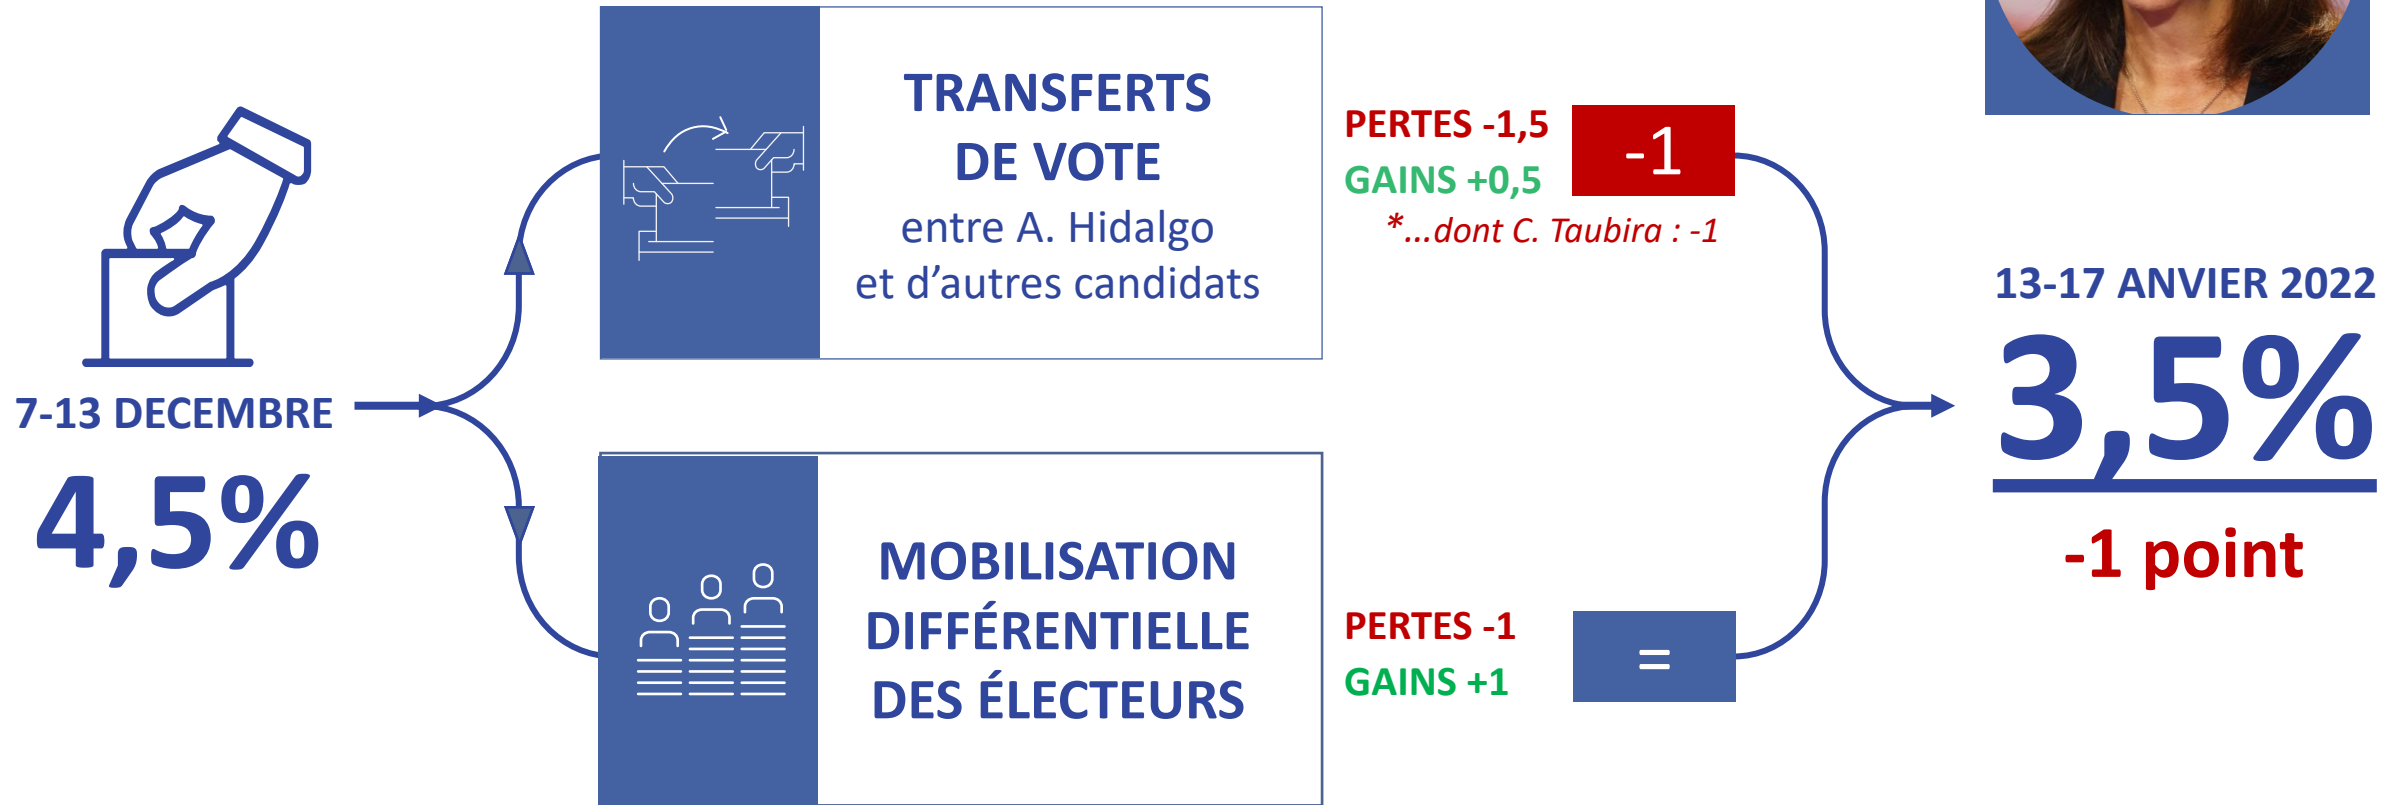 7-13 DECEMBRE
4,5%
TRANSFERTS
DE VOTE
entre A. Hidalgo
et d’autres candidats
PERTES -1,5
GAINS +0,5
-1
*…dont C. Taubira : -1
MOBILISATION
DIFFÉRENTIELLE
DES ÉLECTEURS
PERTES -1
GAINS +1
=
13-17 ANVIER 2022
3,5%
-1 point